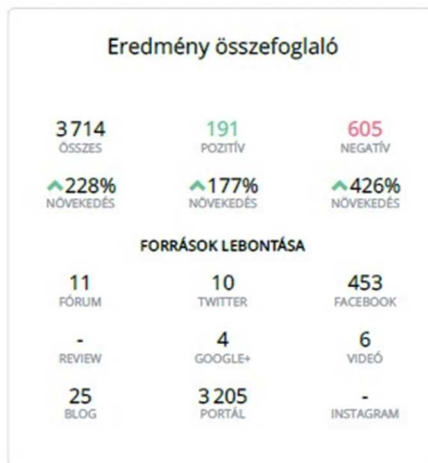 Eredmény összefoglaló
3 714 191 605
ÖSSZES POZITÍV NEGATÍV
228% 177% 426%
NÖVEKEDÉS NÖVEKEDÉS NÖVEKEDÉS
FORRÁSOK LEBONTÁSA
11 10 453
FÓRUM TWITTER FACEBOOK
- 4 6
REVIEW GOOGLE+ VIDEÓ
25 3 205 -
BLOG PORTÁL INSTAGRAM